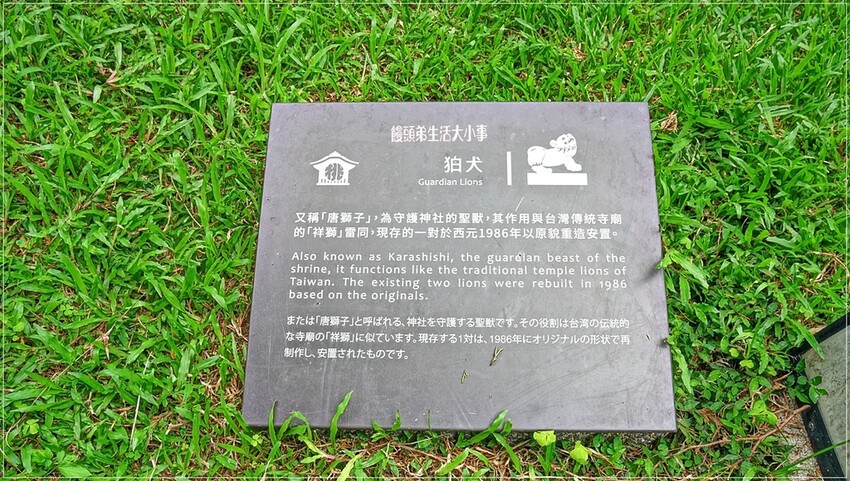 饅頭弟生活大小事
桃
狛犬
Guardian Lions
又稱「唐獅子」，為守護神社的聖獸，其作用與台灣傳統寺廟
的「祥獅」雷同，現存的一對於西元1986年以原貌重造安置。
Also known as Karashishi, the guardian beast of the
shrine, it functions like the traditional temple lions of
Taiwan. The existing two lions were rebuilt in 1986
based on the originals.
または「唐獅子」と呼ばれる、神社を守護する聖獣です。その役割は台湾の伝統的
な寺廟の「祥獅」に似ています。現存する1対は、1986年にオリジナルの形状で再
制作し、安置されたものです。